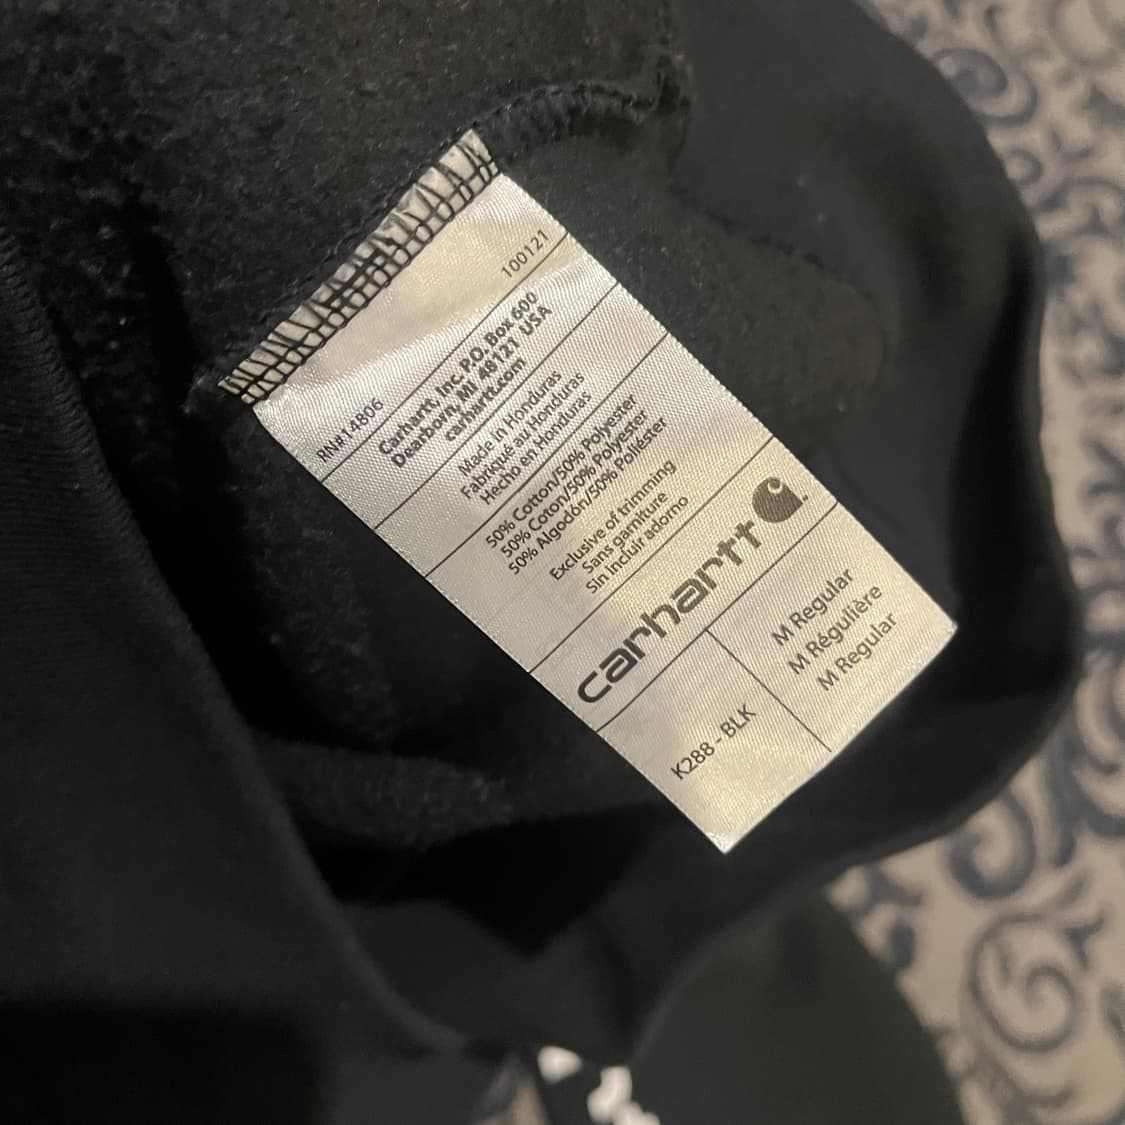 RN#14806 100121
Carhartt, Inc. P.O. Box 600
Dearborn, MI 48121 USA
carhartt.com
Made in Honduras
Fabriqué au Honduras
Hecho en Honduras
50% Cotton/50% Polyester
50% Coton/50% Polyester
50% Algodón/50% Poliéster
Exclusive of trimming
Sans garniture
Sin incluir adorno
carhartt
K288 - BLK
M Regular
M Régulière
M Regular